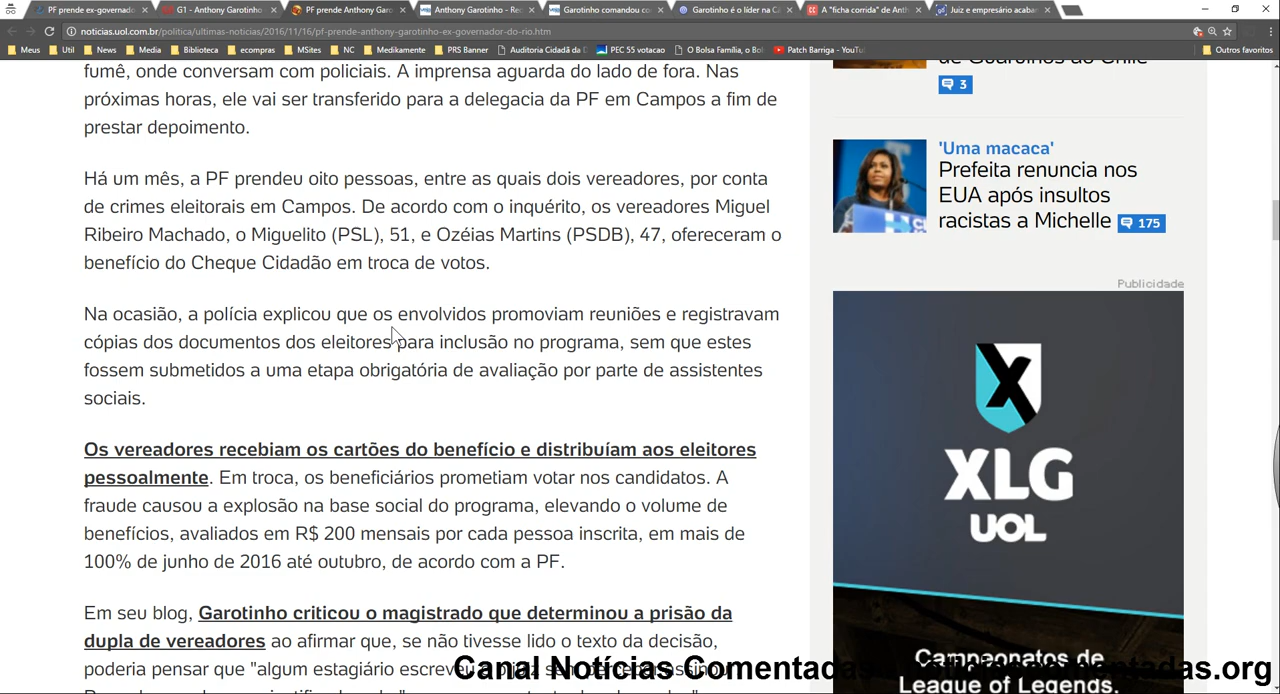 PF prende ex-governado
G1 - Anthony Garotinho
PF prende Anthony Garo
Anthony Garotinho - Re
Garotinho comandou co
Garotinho é o líder na Câ
A "ficha corrida" de Anth
Juiz e empresário acaba
noticias.uol.com.br/politica/ultimas-noticias/2016/11/16/pf-prende-anthony-garotinho-ex-governador-do-rio.htm
Meus
Util
News
Media
Biblioteca
ecompras
MSites
NC
Medikamente
PRS Banner
Auditoria Cidadã da D
PEC 55 votacao
O Bolsa Família, o Bo
Patch Barriga - YouTu
Outros favoritos
fumê, onde conversam com policiais. A imprensa aguarda do lado de fora. Nas
próximas horas, ele vai ser transferido para a delegacia da PF em Campos a fim de
prestar depoimento.
Há um mês, a PF prendeu oito pessoas, entre as quais dois vereadores, por conta
de crimes eleitorais em Campos. De acordo com o inquérito, os vereadores Miguel
Ribeiro Machado, o Miguelito (PSL), 51, e Ozéias Martins (PSDB), 47, ofereceram o
benefício do Cheque Cidadão em troca de votos.
Na ocasião, a polícia explicou que os envolvidos promoviam reuniões e registravam
cópias dos documentos dos eleitores para inclusão no programa, sem que estes
fossem submetidos a uma etapa obrigatória de avaliação por parte de assistentes
sociais.
Os vereadores recebiam os cartões do benefício e distribuíam aos eleitores
pessoalmente. Em troca, os beneficiários prometiam votar nos candidatos. A
fraude causou a explosão na base social do programa, elevando o volume de
benefícios, avaliados em R$ 200 mensais por cada pessoa inscrita, em mais de
100% de junho de 2016 até outubro, de acordo com a PF.
Em seu blog, Garotinho criticou o magistrado que determinou a prisão da
dupla de vereadores ao afirmar que, se não tivesse lido o texto da decisão,
poderia pensar que "algum estagiário escreveu
de Guarulhos ao Chile
3
'Uma macaca'
Prefeita renuncia nos
EUA após insultos
racistas a Michelle 175
Publicidade
XLG
UOL
Campeonatos de
League of Legends.
Canal Notícias Comentadas